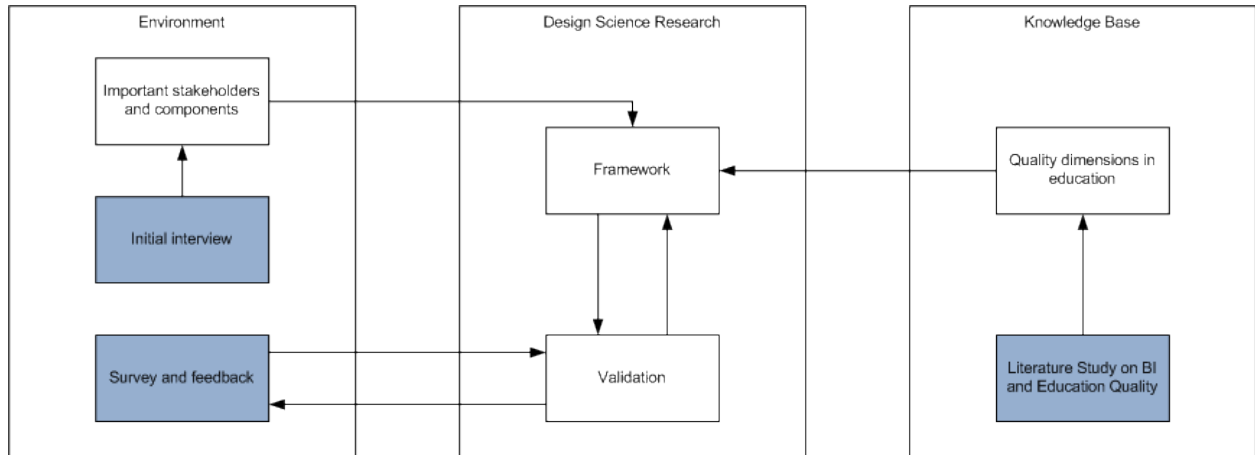 Environment
Design Science Research
Knowledge Base
Important stakeholders
and components
Framework
Quality dimensions in
education
Initial interview
Survey and feedback
Validation
Literature Study on BI
and Education Quality